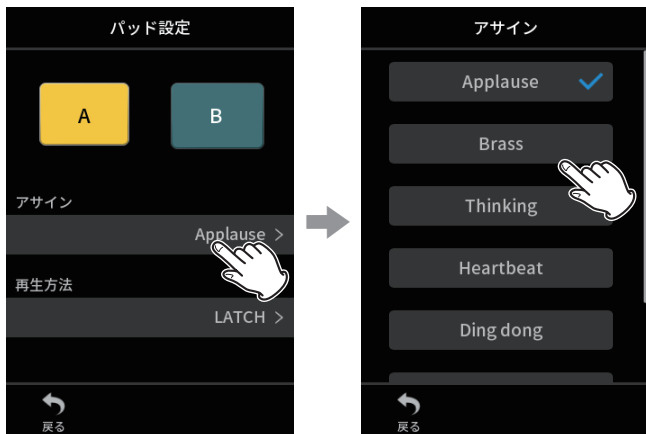 パッド設定
A
B
アサイン
Applause >
再生方法
LATCH >
戻る
アサイン
Applause
Brass
Thinking
Heartbeat
Ding dong
戻る